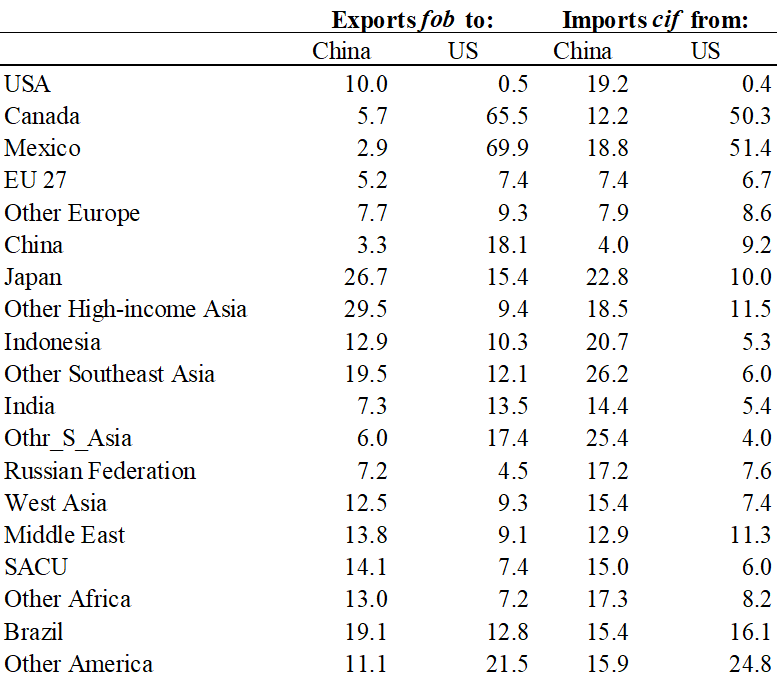 Exports fob to: Imports cif from:
China US China US
USA 10.0 0.5 19.2 0.4
Canada 5.7 65.5 12.2 50.3
Mexico 2.9 69.9 18.8 51.4
EU 27 5.2 7.4 7.4 6.7
Other Europe 7.7 9.3 7.9 8.6
China 3.3 18.1 4.0 9.2
Japan 26.7 15.4 22.8 10.0
Other High-income Asia 29.5 9.4 18.5 11.5
Indonesia 12.9 10.3 20.7 5.3
Other Southeast Asia 19.5 12.1 26.2 6.0
India 7.3 13.5 14.4 5.4
Othr_S_Asia 6.0 17.4 25.4 4.0
Russian Federation 7.2 4.5 17.2 7.6
West Asia 12.5 9.3 15.4 7.4
Middle East 13.8 9.1 12.9 11.3
SACU 14.1 7.4 15.0 6.0
Other Africa 13.0 7.2 17.3 8.2
Brazil 19.1 12.8 15.4 16.1
Other America 11.1 21.5 15.9 24.8